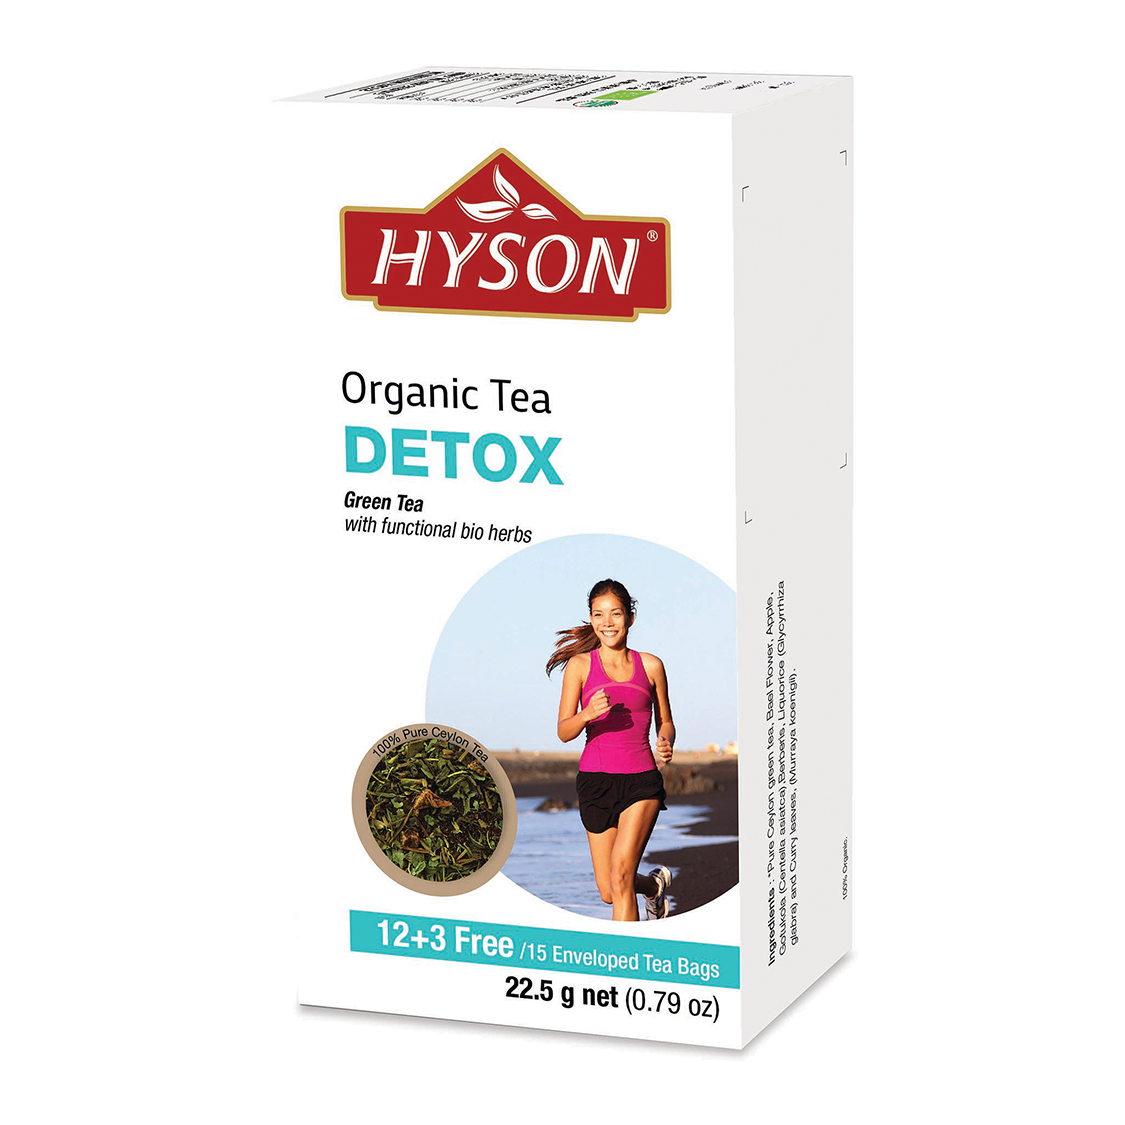 HYSON®
Organic Tea
DETOX
Green Tea
with functional bio herbs
100% Pure Ceylon Tea
12+3 Free /15 Enveloped Tea Bags
22.5 g net (0.79 oz)
Ingredients : *Pure Ceylon green tea, Basil Flower, Apple,
Gotukola (Centella asiatca),Berberis, Liquorice (Glycyrrhiza
glabra) and Curry leaves, (Murraya koenigii).
100% Organic.